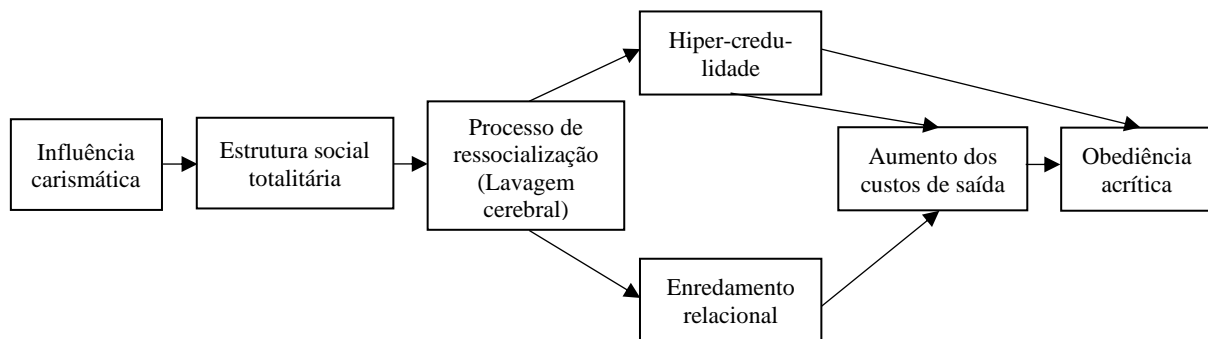 Influência
carismática
Estrutura social
totalitária
Processo de
ressocialização
(Lavagem
cerebral)
Hiper-credu-
lidade
Enredamento
relacional
Aumento dos
custos de saída
Obediência
acrítica